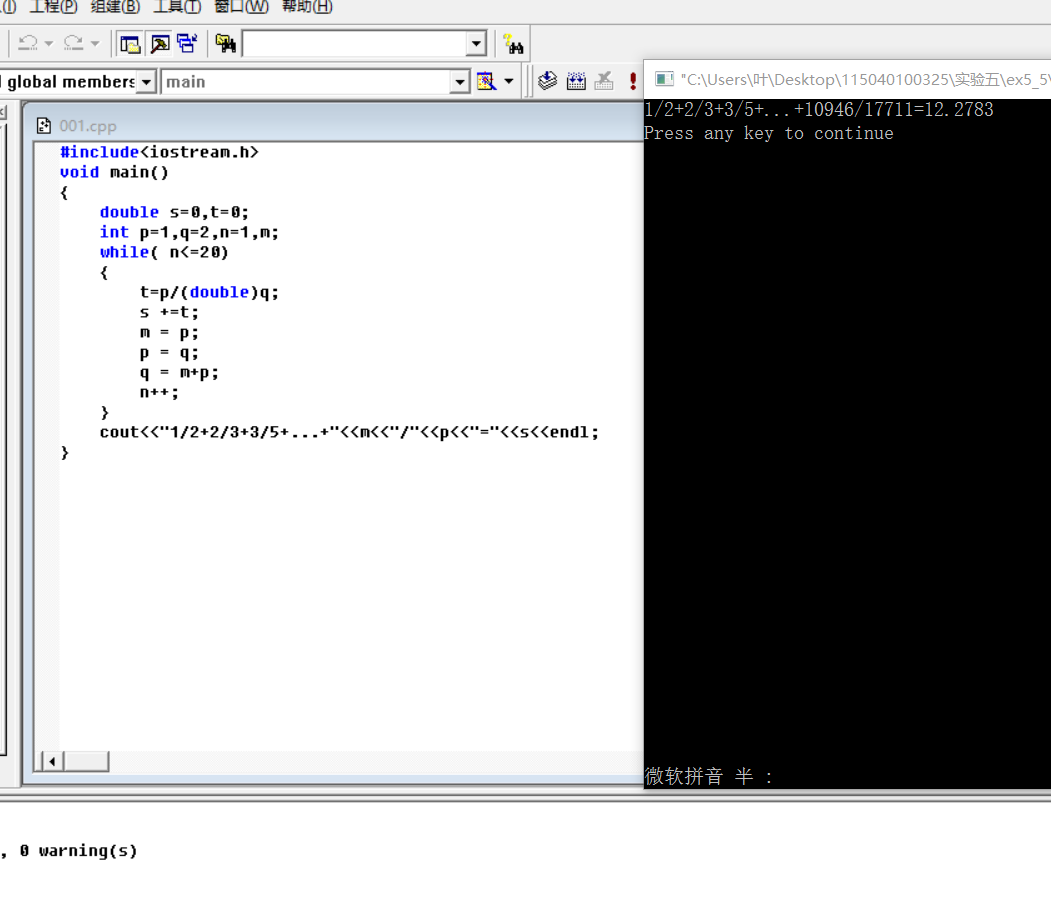 (I) 工程(P) 组建(B) 工具(T) 窗口(W) 帮助(H)
global members
main
001.cpp
#include<iostream.h>
void main()
{
    double s=0,t=0;
    int p=1,q=2,n=1,m;
    while( n<=20)
    {
        t=p/(double)q;
        s +=t;
        m = p;
        p = q;
        q = m+p;
        n++;
    }
    cout<<"1/2+2/3+3/5+...+"<<m<<"/"<<p<<"="<<s<<endl;
}
"C:\Users\叶\Desktop\115040100325\实验五\ex5_5\
1/2+2/3+3/5+...+10946/17711=12.2783
Press any key to continue
微软拼音 半 :
, 0 warning(s)